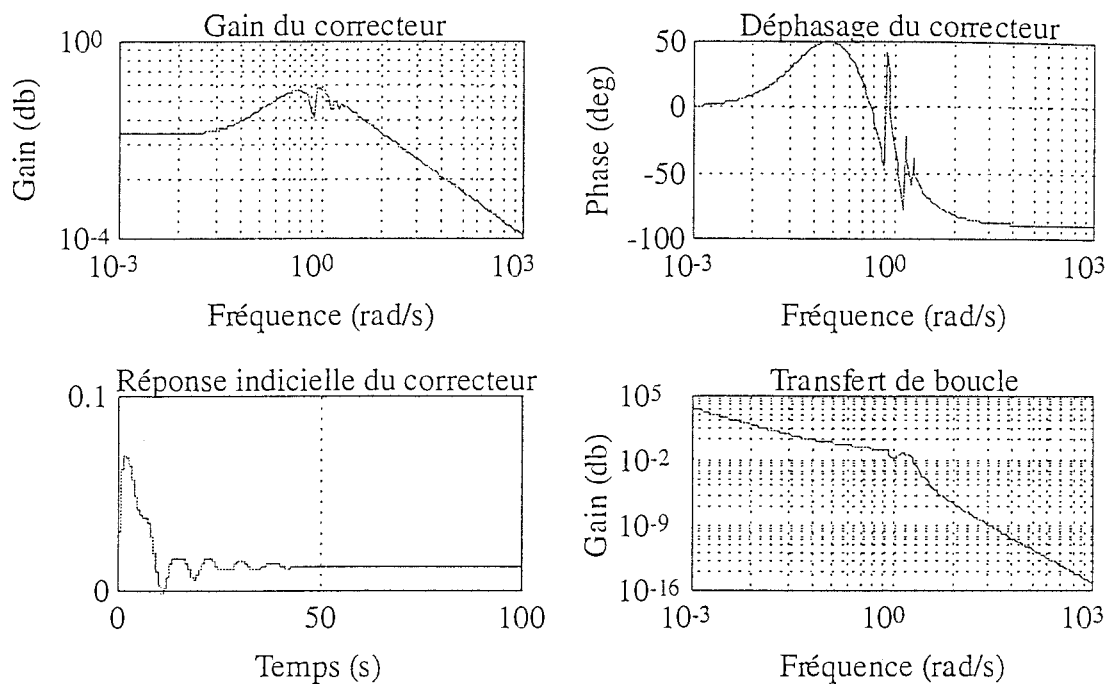 Gain du correcteur
10^0
Gain (db)
10^-4
10^-3
10^0
10^3
Fréquence (rad/s)
Déphasage du correcteur
50
0
-50
-100
Phase (deg)
10^-3
10^0
10^3
Fréquence (rad/s)
Réponse indicielle du correcteur
0.1
0
0
50
100
Temps (s)
Transfert de boucle
10^5
10^-2
10^-9
10^-16
Gain (db)
10^-3
10^0
10^3
Fréquence (rad/s)